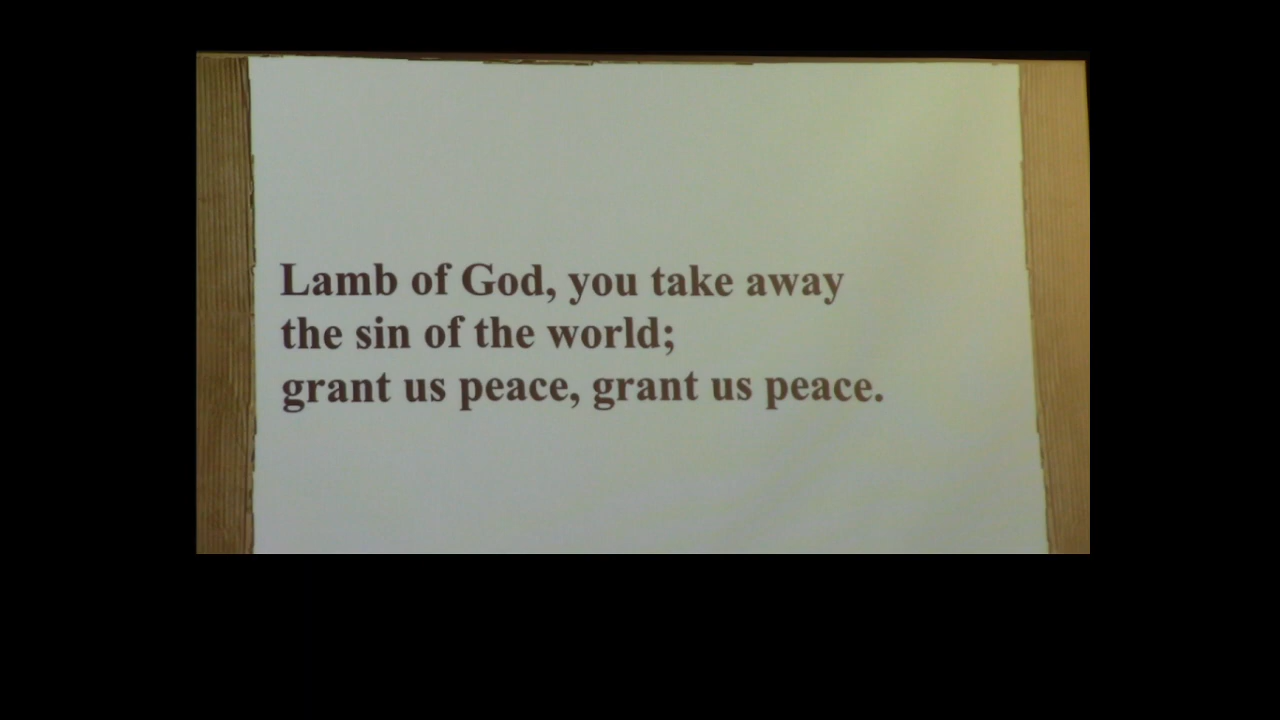 Lamb of God, you take away
the sin of the world;
grant us peace, grant us peace.